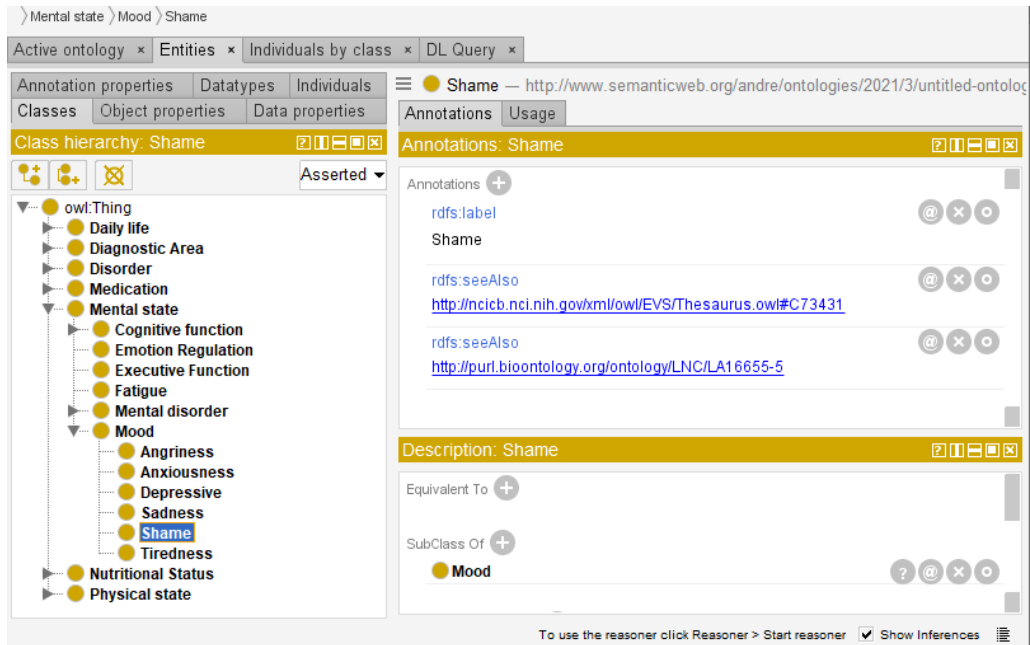 Mental state Mood Shame
Active ontology × Entities × Individuals by class × DL Query ×
Annotation properties Datatypes Individuals
Classes Object properties Data properties
Class hierarchy: Shame
Asserted
owl:Thing
Daily life
Diagnostic Area
Disorder
Medication
Mental state
Cognitive function
Emotion Regulation
Executive Function
Fatigue
Mental disorder
Mood
Angriness
Anxiousness
Depressive
Sadness
Shame
Tiredness
Nutritional Status
Physical state
Shame — http://www.semanticweb.org/andre/ontologies/2021/3/untitled-ontolog
Annotations Usage
Annotations: Shame
Annotations
rdfs:label
Shame
rdfs:seeAlso
http://ncicb.nci.nih.gov/xml/owl/EVS/Thesaurus.owl#C73431
rdfs:seeAlso
http://purl.bioontology.org/ontology/LNC/LA16655-5
Description: Shame
Equivalent To
SubClass Of
Mood
To use the reasoner click Reasoner > Start reasoner Show Inferences